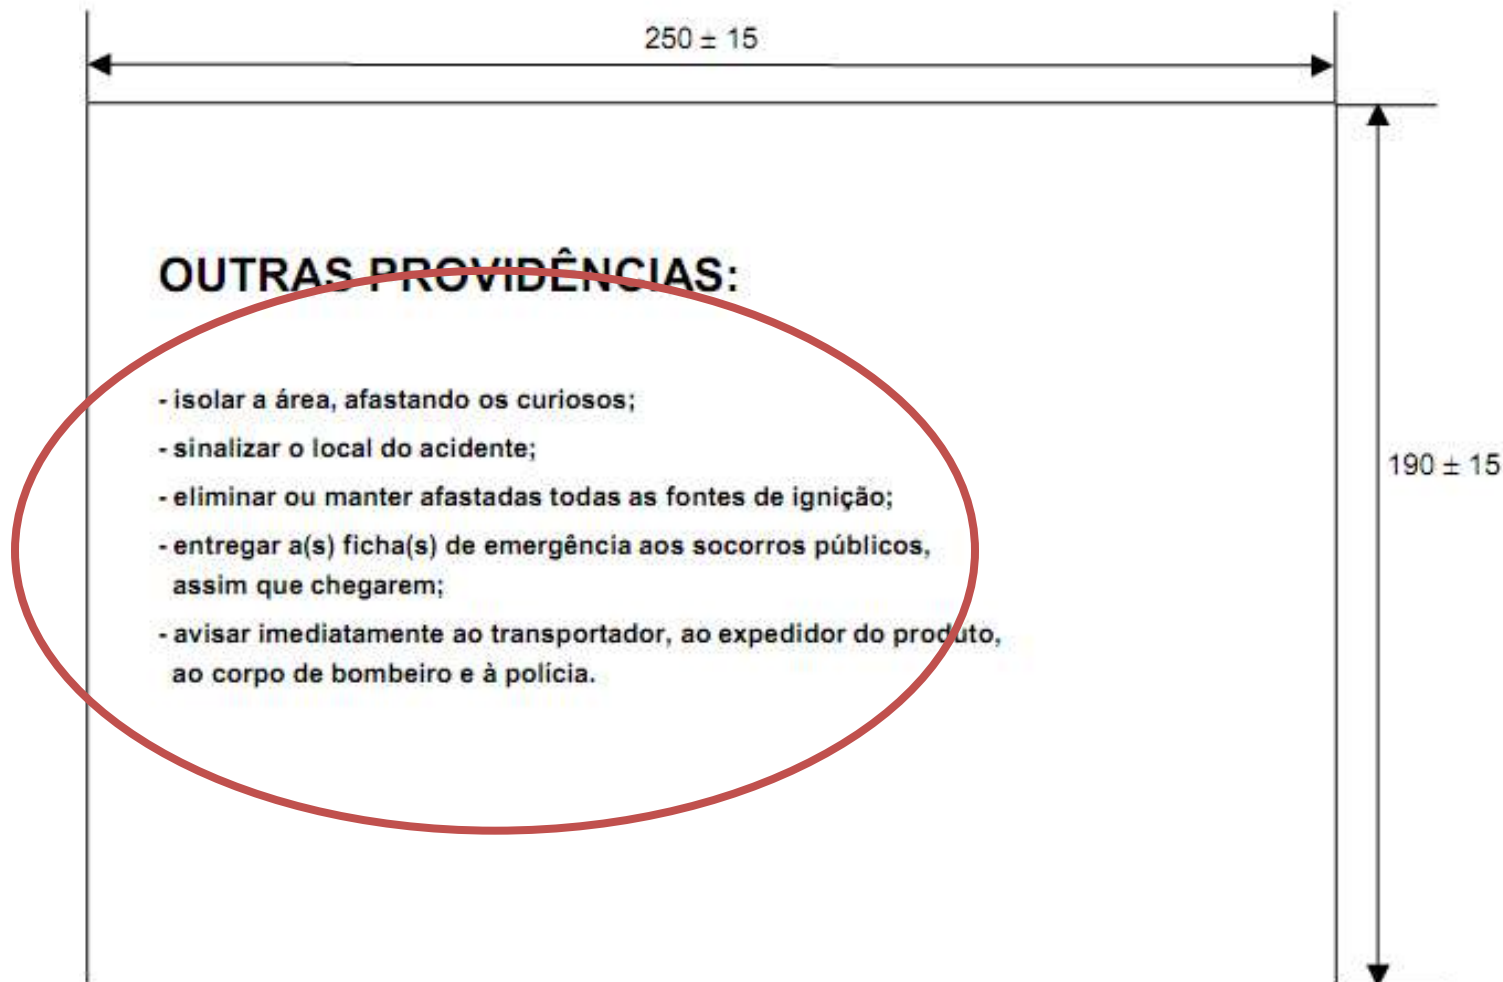 250 ± 15
OUTRAS PROVIDÊNCIAS:
- isolar a área, afastando os curiosos;
- sinalizar o local do acidente;
- eliminar ou manter afastadas todas as fontes de ignição;
190 ± 15
- entregar a(s) ficha(s) de emergência aos socorros públicos,
assim que chegarem;
- avisar imediatamente ao transportador, ao expedidor do produto,
ao corpo de bombeiro e à polícia.